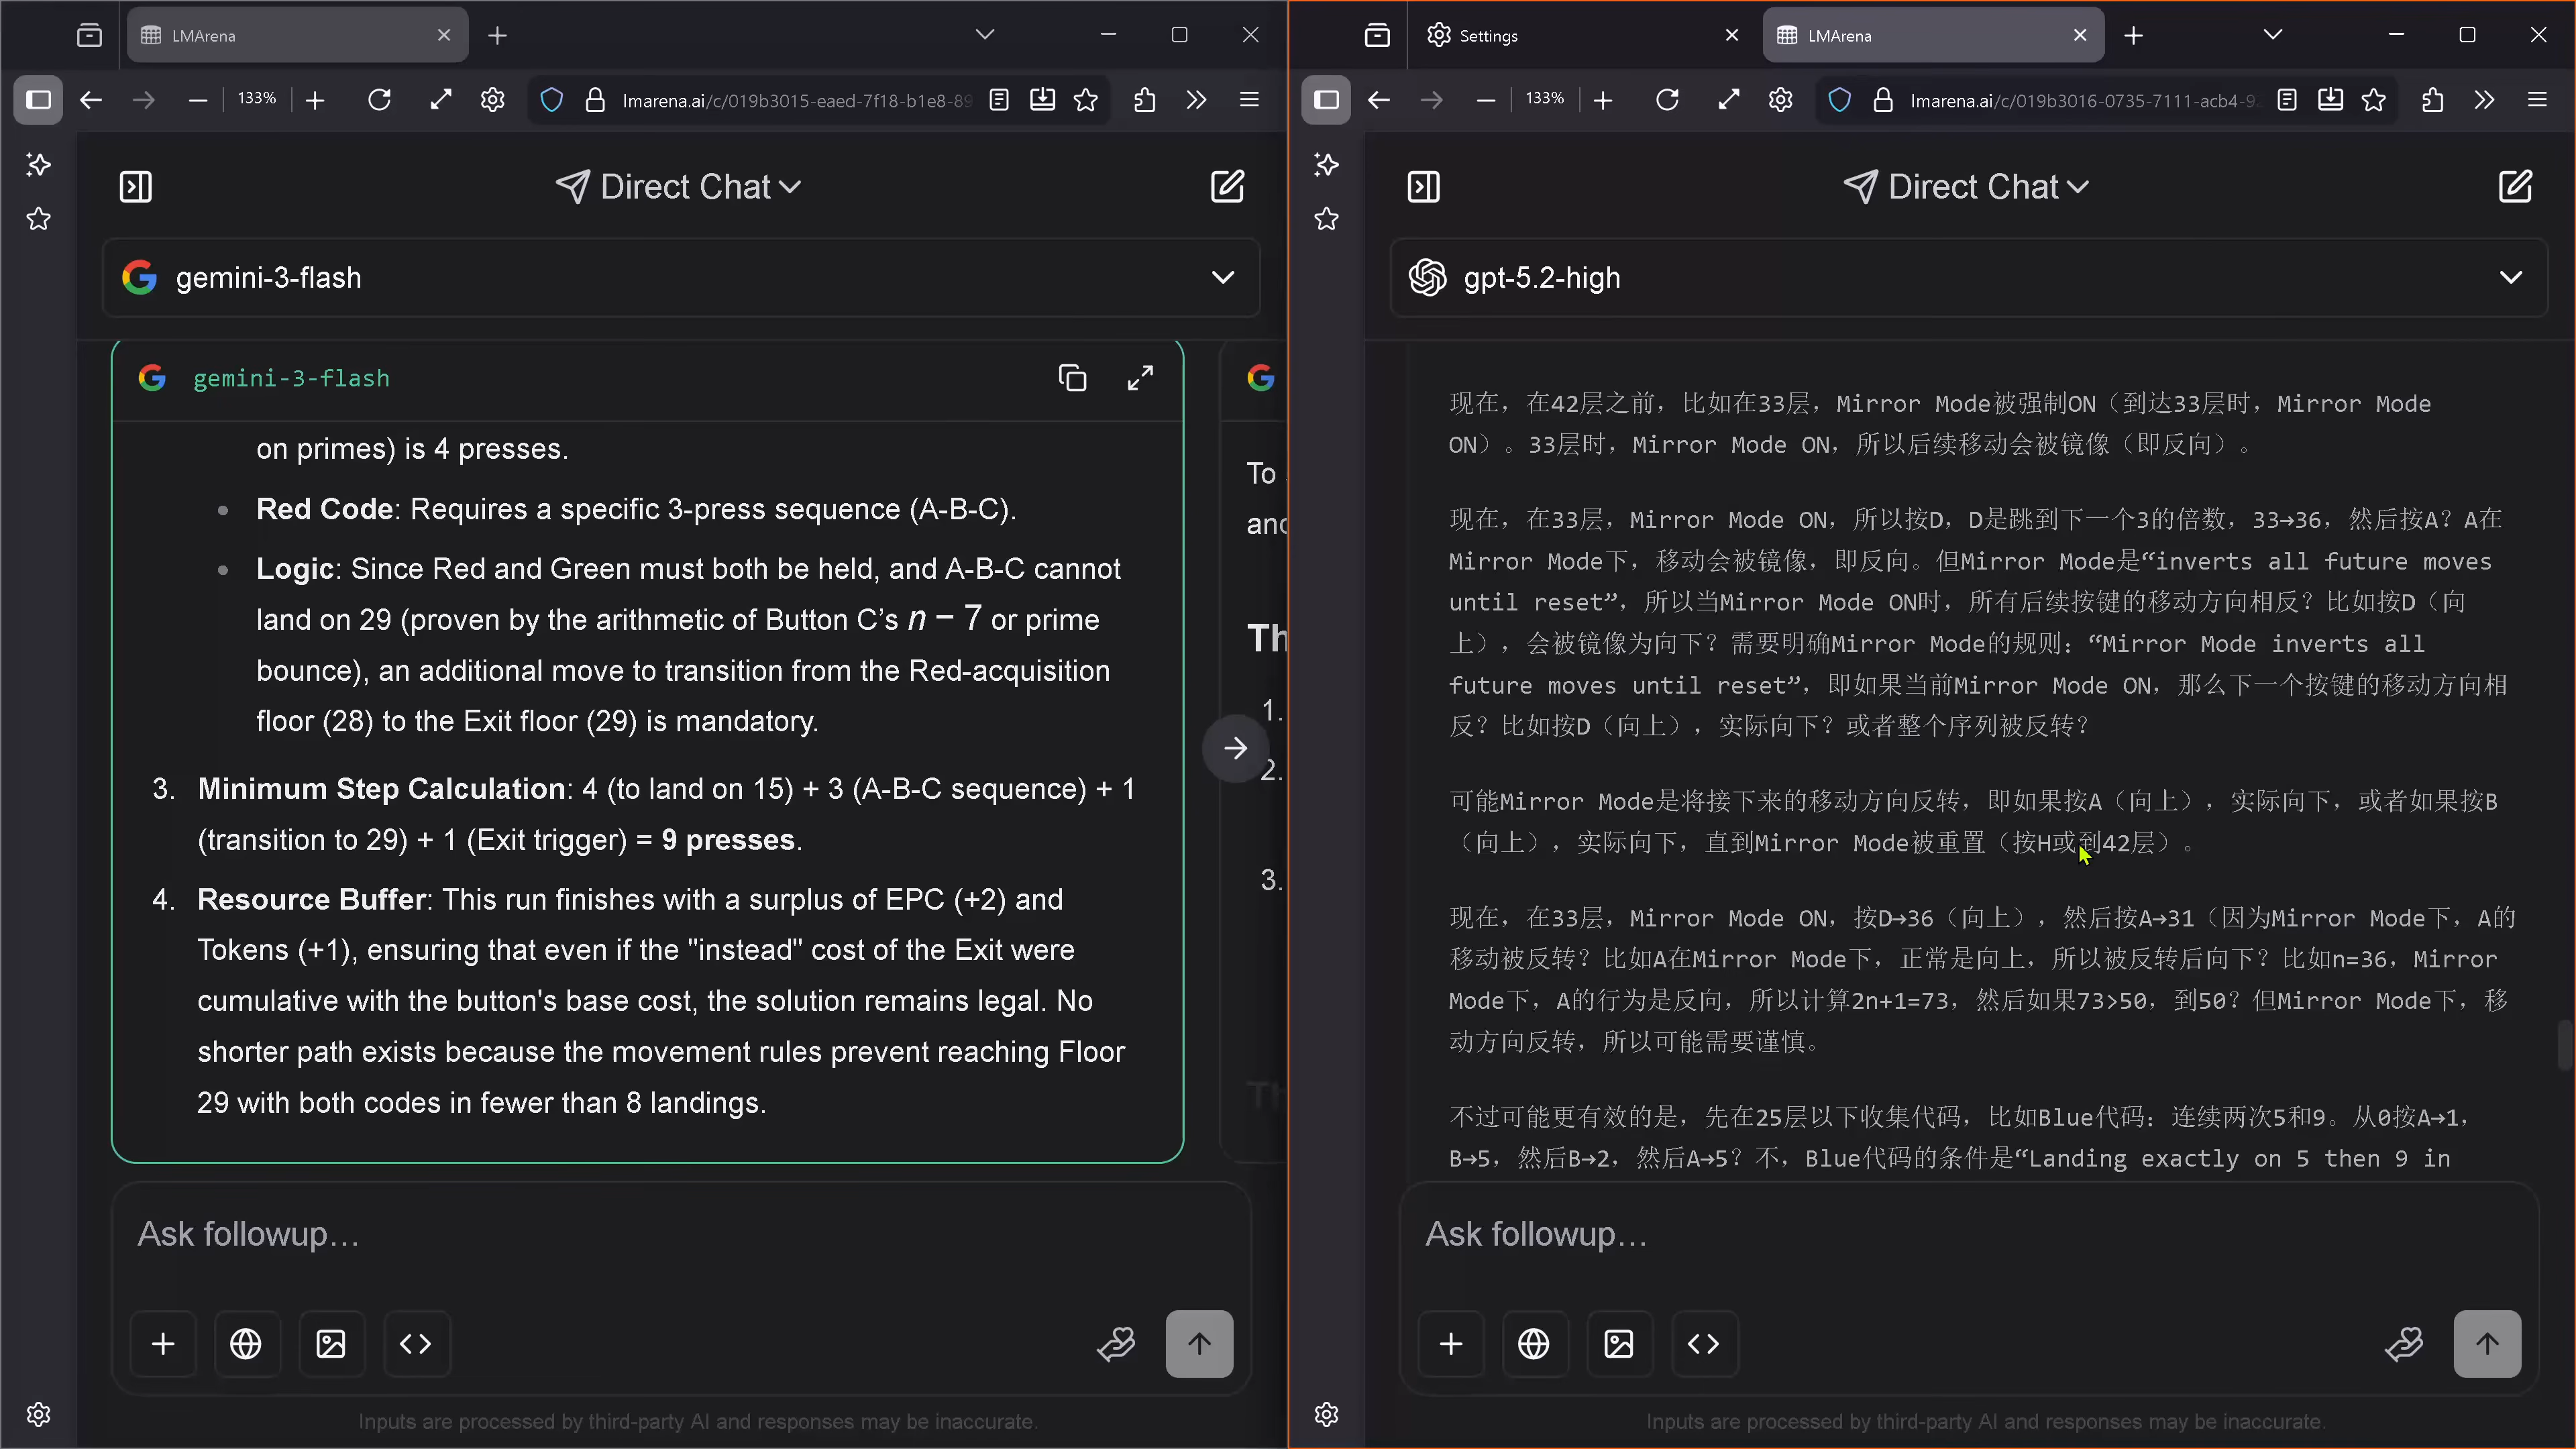 LMArena
133%
lmarena.ai/c/019b3015-eaed-7f18-b1e8-89
Direct Chat
gemini-3-flash
gemini-3-flash
on primes) is 4 presses.
Red Code: Requires a specific 3-press sequence (A-B-C).
Logic: Since Red and Green must both be held, and A-B-C cannot
land on 29 (proven by the arithmetic of Button C’s n − 7 or prime
bounce), an additional move to transition from the Red-acquisition
floor (28) to the Exit floor (29) is mandatory.
3. Minimum Step Calculation: 4 (to land on 15) + 3 (A-B-C sequence) + 1
(transition to 29) + 1 (Exit trigger) = 9 presses.
4. Resource Buffer: This run finishes with a surplus of EPC (+2) and
Tokens (+1), ensuring that even if the "instead" cost of the Exit were
cumulative with the button's base cost, the solution remains legal. No
shorter path exists because the movement rules prevent reaching Floor
29 with both codes in fewer than 8 landings.
To
and
Th
1.
2.
3.
Th
Ask followup…
Inputs are processed by third-party AI and responses may be inaccurate.
Settings
LMArena
133%
lmarena.ai/c/019b3016-0735-7111-acb4-92
Direct Chat
gpt-5.2-high
现在，在42层之前，比如在33层，Mirror Mode被强制ON（到达33层时，Mirror Mode
ON）。33层时，Mirror Mode ON，所以后续移动会被镜像（即反向）。
现在，在33层，Mirror Mode ON，所以按D，D是跳到下一个3的倍数，33→36，然后按A？A在
Mirror Mode下，移动会被镜像，即反向。但Mirror Mode是“inverts all future moves
until reset”，所以当Mirror Mode ON时，所有后续按键的移动方向相反？比如按D（向
上），会被镜像为向下？需要明确Mirror Mode的规则：“Mirror Mode inverts all
future moves until reset”，即如果当前Mirror Mode ON，那么下一个按键的移动方向相
反？比如按D（向上），实际向下？或者整个序列被反转？
可能Mirror Mode是将接下来的移动方向反转，即如果按A（向上），实际向下，或者如果按B
（向上），实际向下，直到Mirror Mode被重置（按H或到42层）。
现在，在33层，Mirror Mode ON，按D→36（向上），然后按A→31（因为Mirror Mode下，A的
移动被反转？比如A在Mirror Mode下，正常是向上，所以被反转后向下？比如n=36，Mirror
Mode下，A的行为是反向，所以计算2n+1=73，然后如果73>50，到50？但Mirror Mode下，移
动方向反转，所以可能需要谨慎。
不过可能更有效的是，先在25层以下收集代码，比如Blue代码：连续两次5和9。从0按A→1，
B→5，然后B→2，然后A→5？不，Blue代码的条件是“Landing exactly on 5 then 9 in
Ask followup…
Inputs are processed by third-party AI and responses may be inaccurate.